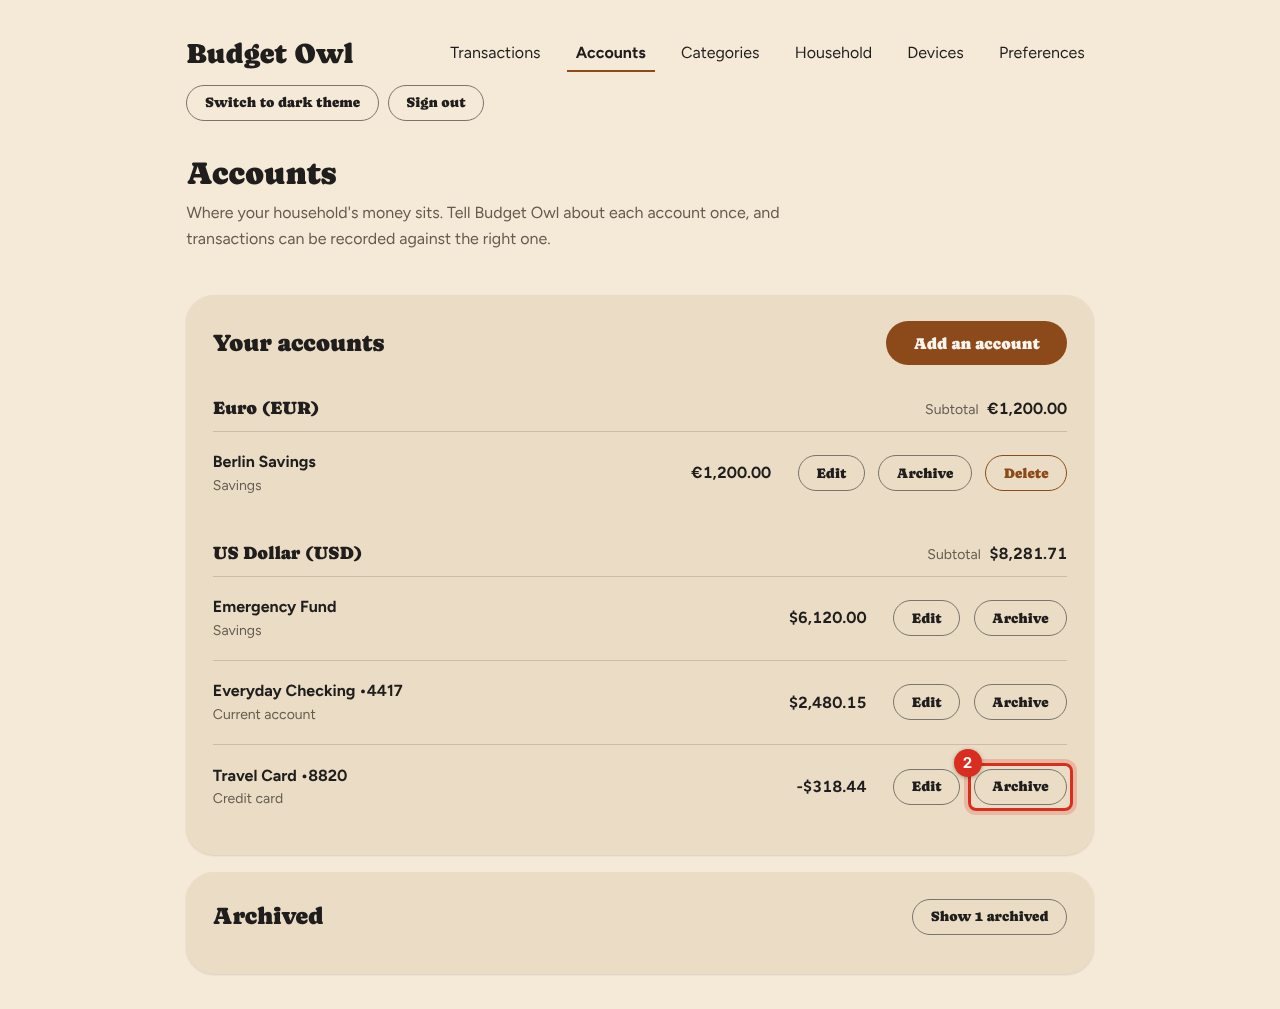 Budget Owl
Transactions Accounts Categories Household Devices Preferences
Switch to dark theme Sign out
Accounts
Where your household's money sits. Tell Budget Owl about each account once, and
transactions can be recorded against the right one.
Your accounts Add an account
Euro (EUR) Subtotal €1,200.00
Berlin Savings
Savings
€1,200.00 Edit Archive Delete
US Dollar (USD) Subtotal $8,281.71
Emergency Fund
Savings
$6,120.00 Edit Archive
Everyday Checking •4417
Current account
$2,480.15 Edit Archive
Travel Card •8820
Credit card
-$318.44 Edit 2 Archive
Archived Show 1 archived